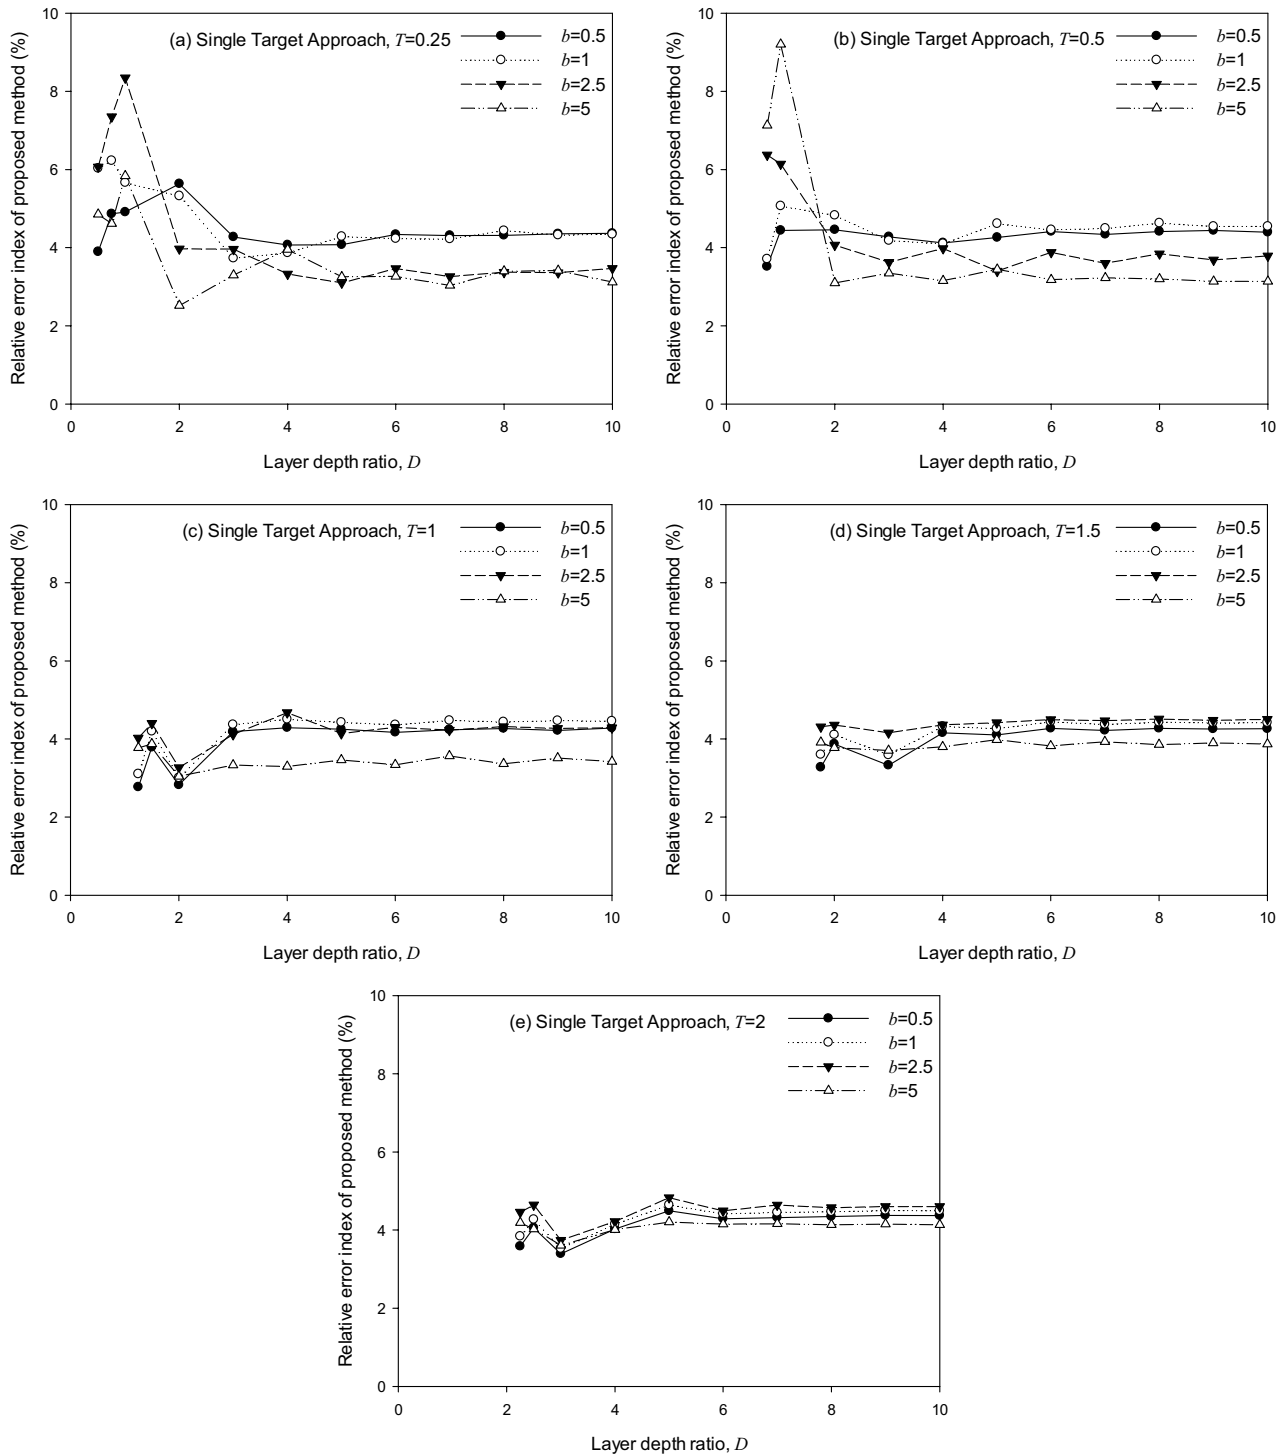 (a) Single Target Approach, T=0.25
b=0.5
b=1
b=2.5
b=5
Relative error index of proposed method (%)
10
8
6
4
2
0
0 2 4 6 8 10
Layer depth ratio, D
(b) Single Target Approach, T=0.5
b=0.5
b=1
b=2.5
b=5
Relative error index of proposed method (%)
10
8
6
4
2
0
0 2 4 6 8 10
Layer depth ratio, D
(c) Single Target Approach, T=1
b=0.5
b=1
b=2.5
b=5
Relative error index of proposed method (%)
10
8
6
4
2
0
0 2 4 6 8 10
Layer depth ratio, D
(d) Single Target Approach, T=1.5
b=0.5
b=1
b=2.5
b=5
Relative error index of proposed method (%)
10
8
6
4
2
0
0 2 4 6 8 10
Layer depth ratio, D
(e) Single Target Approach, T=2
b=0.5
b=1
b=2.5
b=5
Relative error index of proposed method (%)
10
8
6
4
2
0
0 2 4 6 8 10
Layer depth ratio, D